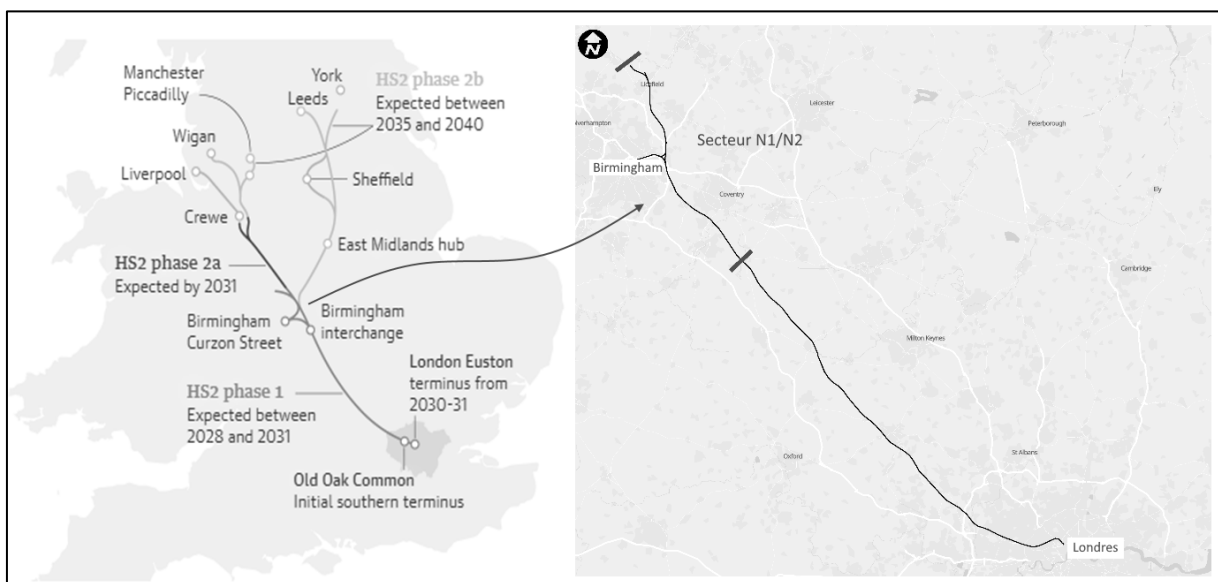 Manchester
Piccadilly
York
Leeds
HS2 phase 2b
Expected between
2035 and 2040
Wigan
Liverpool
Sheffield
Crewe
East Midlands hub
HS2 phase 2a
Expected by 2031
Birmingham
Curzon Street
Birmingham
interchange
London Euston
terminus from
2030-31
HS2 phase 1
Expected between
2028 and 2031
Old Oak Common
Initial southern terminus
N
Lichfield
Leicester
Peterborough
Secteur N1/N2
Birmingham
Coventry
Ely
Cambridge
Milton Keynes
Oxford
St Albans
Londres